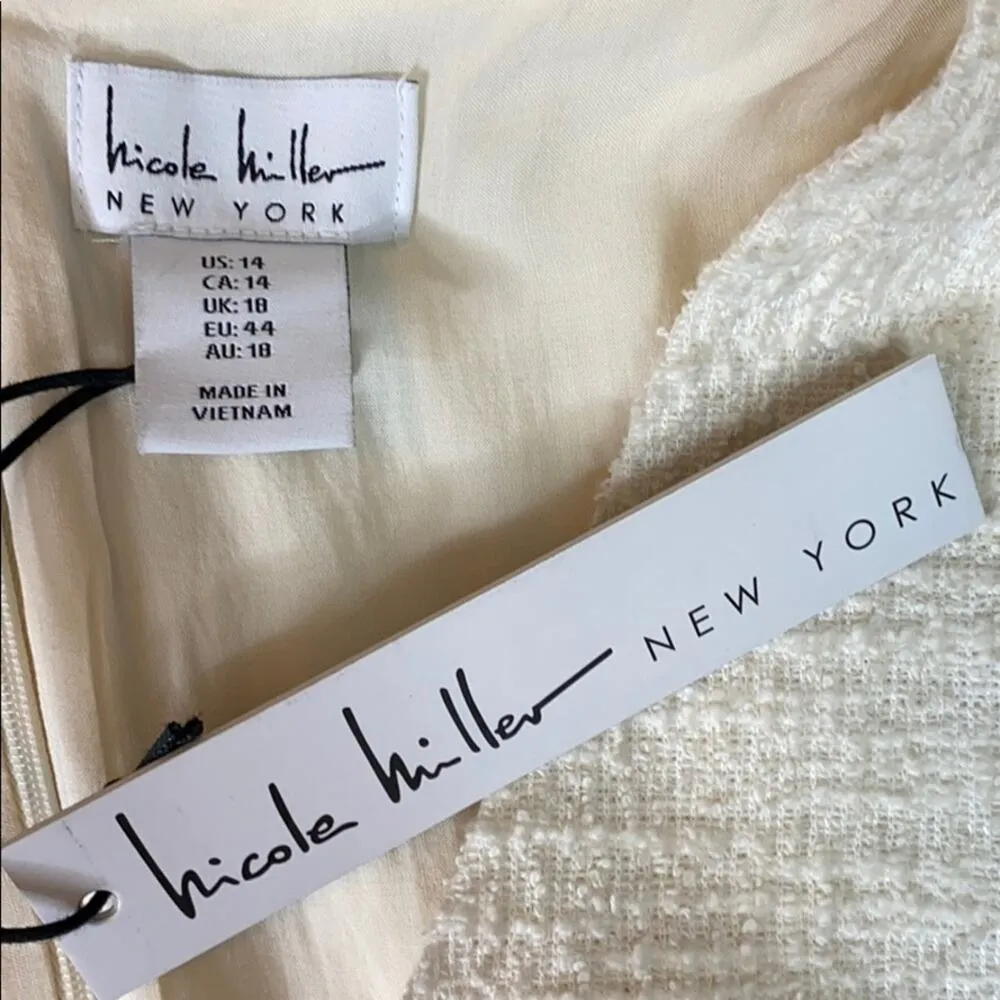 nicole miller
NEW YORK
US: 14
CA: 14
UK: 18
EU: 44
AU: 18
MADE IN
VIETNAM
nicole miller NEW YORK